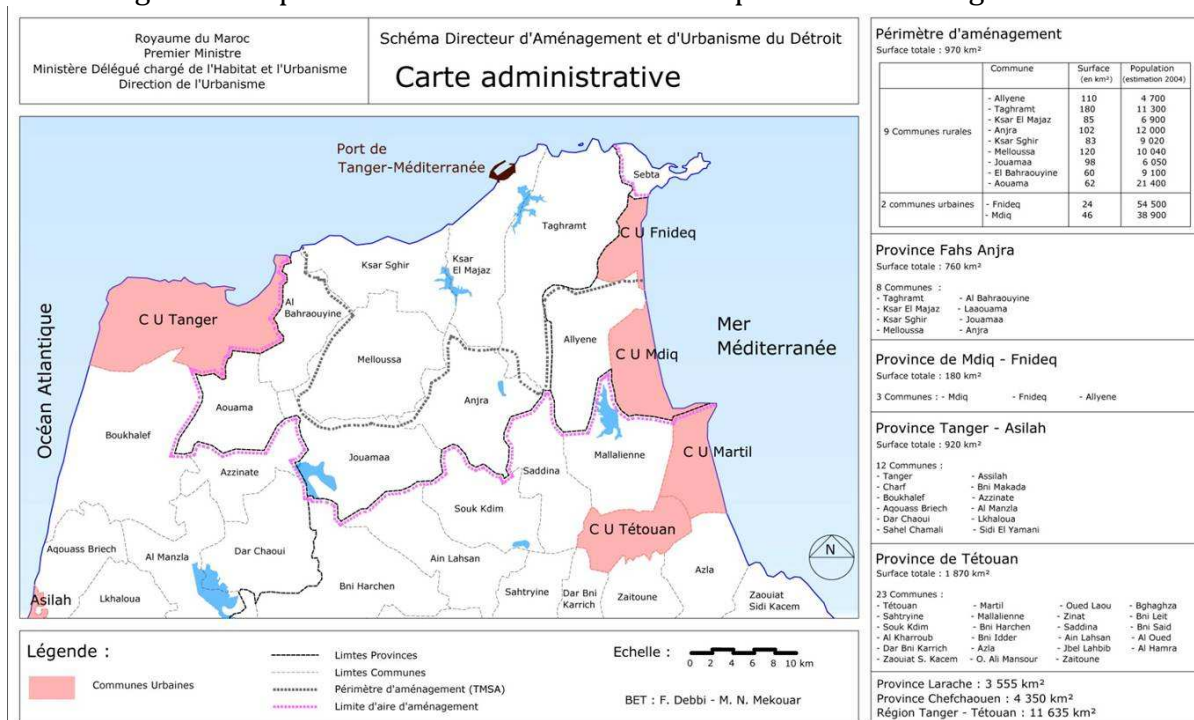 Royaume du Maroc
Premier Ministre
Ministère Délégué chargé de l'Habitat et l'Urbanisme
Direction de l'Urbanisme
Schéma Directeur d'Aménagement et d'Urbanisme du Détroit
Carte administrative
Port de
Tanger-Méditerranée
Sebta
Taghramt
C U Fnideq
Ksar Sghir
Ksar
El Majaz
Al
Bahraouyine
C U Tanger
Océan Atlantique
Mer
Méditerranée
Melloussa
Allyene
C U Mdiq
Aouama
Anjra
Boukhalef
Jouamaa
Azzinate
Mallalienne
C U Martil
Saddina
Souk Kdim
C U Tétouan
Aqouass Briech
Al Manzla
Dar Chaoui
Ain Lahsan
Azla
N
Asilah
Lkhaloua
Bni Harchen
Sahtryine
Dar Bni
Karrich
Zaitoune
Zaouiat
Sidi Kacem
Légende :
Communes Urbaines
Limtes Provinces
Limtes Communes
Périmètre d'aménagement (TMSA)
Limite d'aire d'aménagement
Echelle :
0 2 4 6 8 10 km
BET : F. Debbi - M. N. Mekouar
Périmètre d'aménagement
Surface totale : 970 km²
Commune Surface (en km²) Population (estimation 2004)
9 Communes rurales
- Allyene 110 4 700
- Taghramt 180 11 300
- Ksar El Majaz 85 6 900
- Anjra 102 12 000
- Ksar Sghir 83 9 020
- Melloussa 120 10 040
- Jouamaa 98 6 050
- El Bahraouyine 60 9 100
- Aouama 62 21 400
2 communes urbaines
- Fnideq 24 54 500
- Mdiq 46 38 900
Province Fahs Anjra
Surface totale : 760 km²
8 Communes :
- Taghramt - Al Bahraouyine
- Ksar El Majaz - Laaouama
- Ksar Sghir - Jouamaa
- Melloussa - Anjra
Province de Mdiq - Fnideq
Surface totale : 180 km²
3 Communes : - Mdiq - Fnideq - Allyene
Province Tanger - Asilah
Surface totale : 920 km²
12 Communes :
- Tanger - Assilah
- Charf - Bni Makada
- Boukhalef - Azzinate
- Aqouass Briech - Al Manzla
- Dar Chaoui - Lkhaloua
- Sahel Chamali - Sidi El Yamani
Province de Tétouan
Surface totale : 1 870 km²
23 Communes :
- Tétouan - Martil - Oued Laou - Bghaghza
- Sahtryine - Mallalienne - Zinat - Bni Leit
- Souk Kdim - Bni Harchen - Saddina - Bni Said
- Al Kharroub - Bni Idder - Ain Lahsan - Al Oued
- Dar Bni Karrich - Azla - Jbel Lahbib - Al Hamra
- Zaouiat S. Kacem - O. Ali Mansour - Zaitoune
Province Larache : 3 555 km²
Province Chefchaouen : 4 350 km²
Région Tanger - Tétouan : 11 635 km²